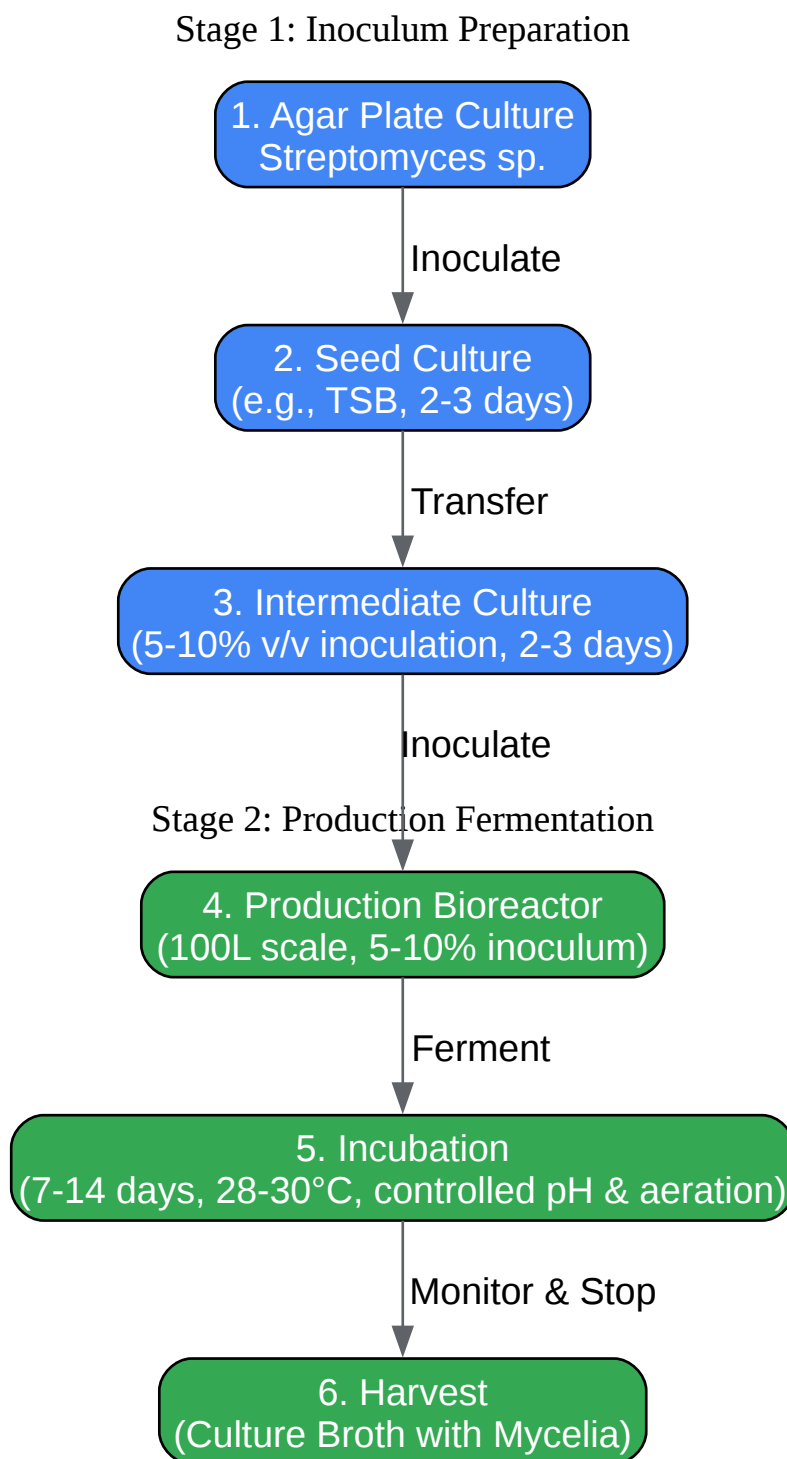 Stage 1: Inoculum Preparation
1. Agar Plate Culture
Streptomyces sp.
Inoculate
2. Seed Culture
(e.g., TSB, 2-3 days)
Transfer
3. Intermediate Culture
(5-10% v/v inoculation, 2-3 days)
Inoculate
Stage 2: Production Fermentation
4. Production Bioreactor
(100L scale, 5-10% inoculum)
Ferment
5. Incubation
(7-14 days, 28-30°C, controlled pH & aeration)
Monitor & Stop
6. Harvest
(Culture Broth with Mycelia)